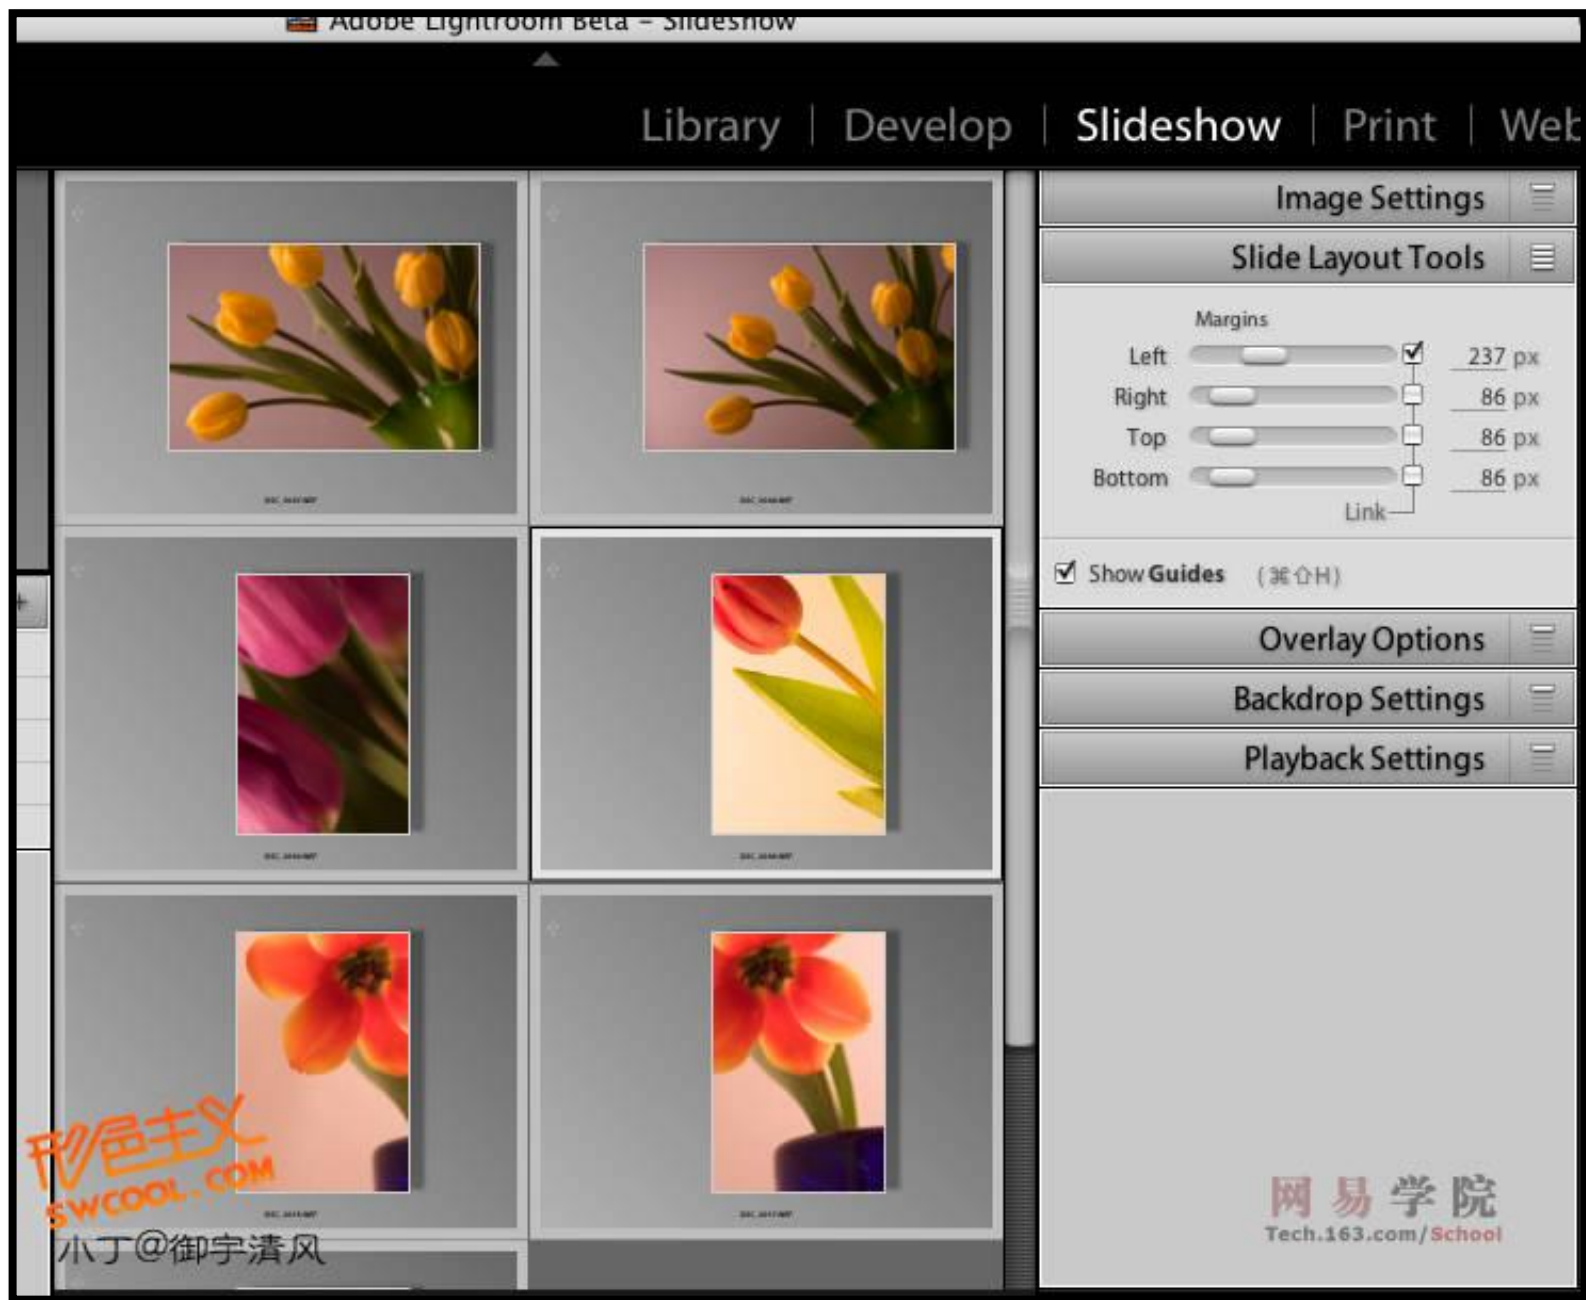 Adobe Lightroom Beta – Slideshow
Library | Develop | Slideshow | Print | Web
Image Settings
Slide Layout Tools
Margins
Left 237 px
Right 86 px
Top 86 px
Bottom 86 px
Link
Show Guides (⌘⇧H)
Overlay Options
Backdrop Settings
Playback Settings
形色主义
SWCOOL.COM
小丁@御宇清风
网易学院
Tech.163.com/School